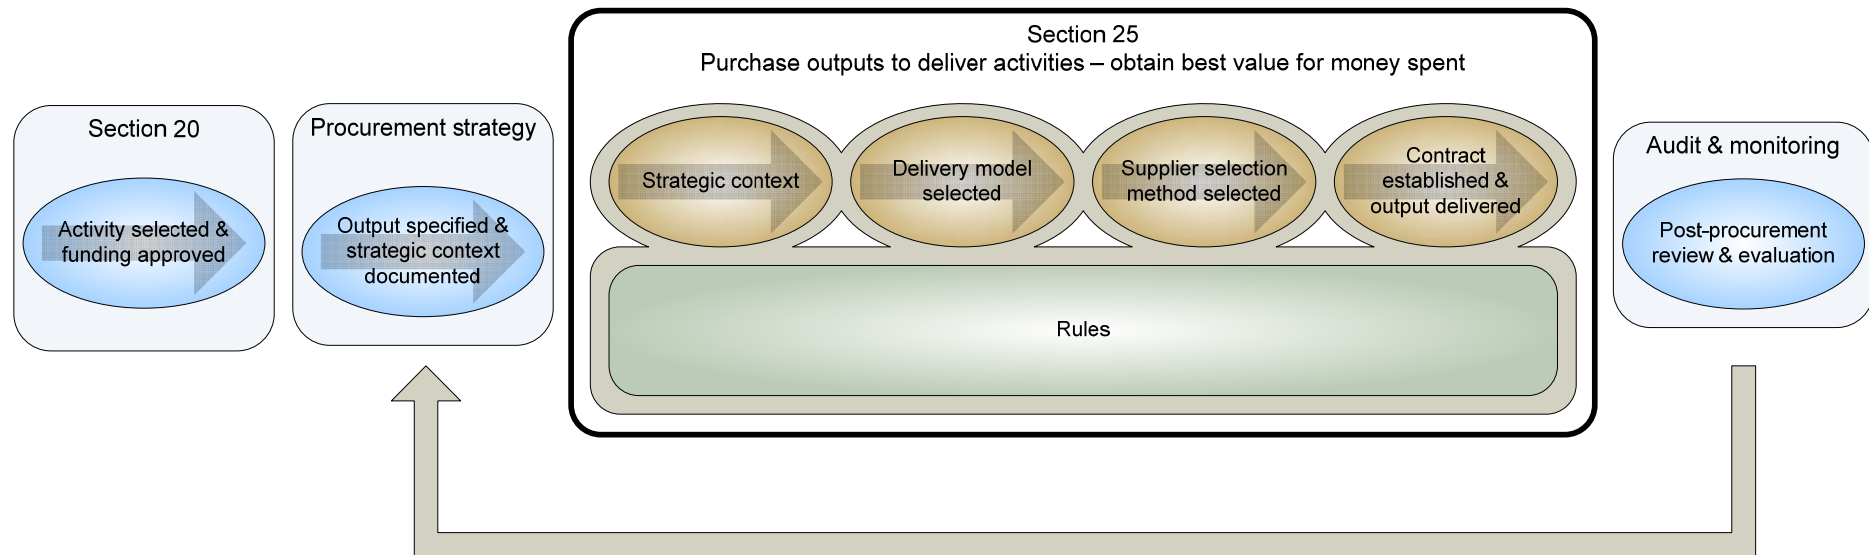 Section 20
Activity selected &
funding approved
Procurement strategy
Output specified &
strategic context
documented
Section 25
Purchase outputs to deliver activities – obtain best value for money spent
Strategic context
Delivery model
selected
Supplier selection
method selected
Contract
established &
output delivered
Rules
Audit & monitoring
Post-procurement
review & evaluation